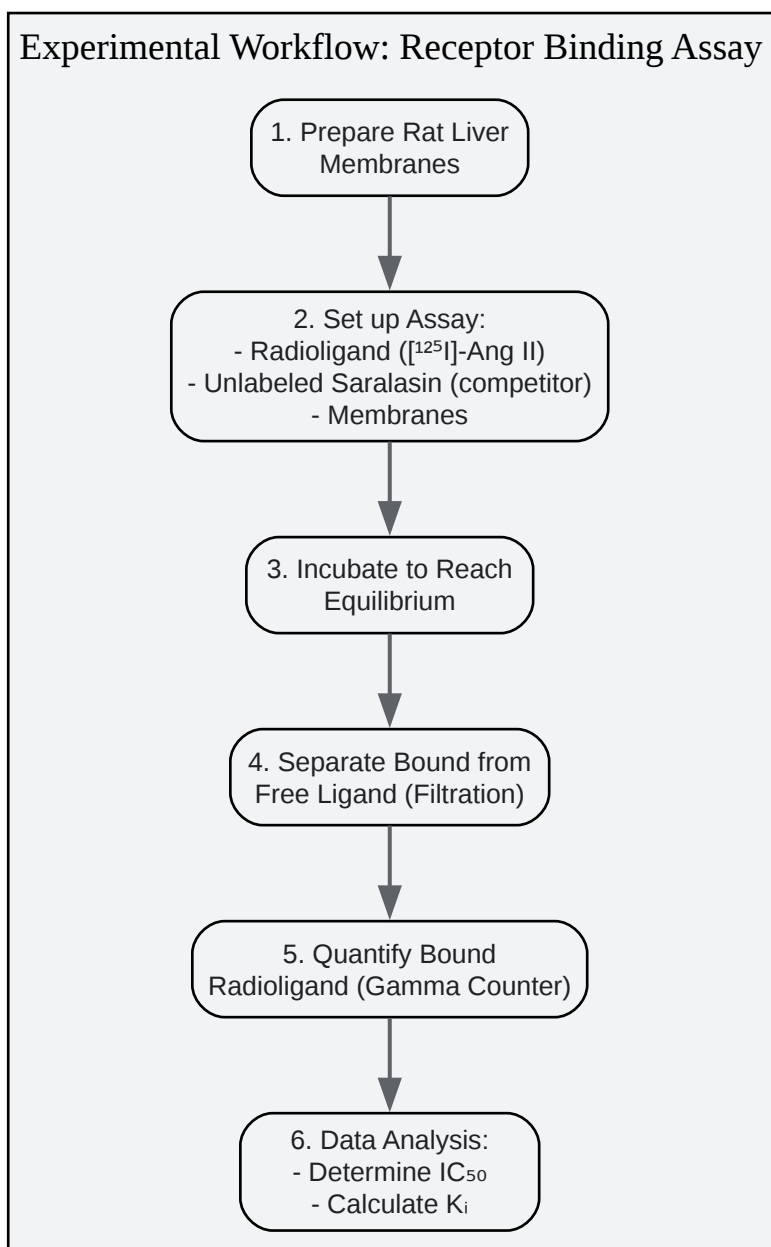 Experimental Workflow: Receptor Binding Assay
1. Prepare Rat Liver
Membranes
2. Set up Assay:
- Radioligand ([¹²⁵I]-Ang II)
- Unlabeled Saralasin (competitor)
- Membranes
3. Incubate to Reach
Equilibrium
4. Separate Bound from
Free Ligand (Filtration)
5. Quantify Bound
Radioligand (Gamma Counter)
6. Data Analysis:
- Determine IC₅₀
- Calculate Kᵢ